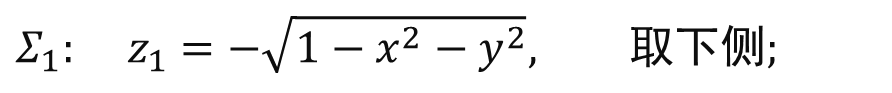 Σ₁: z₁ = −√(1 − x² − y²), 取下侧;